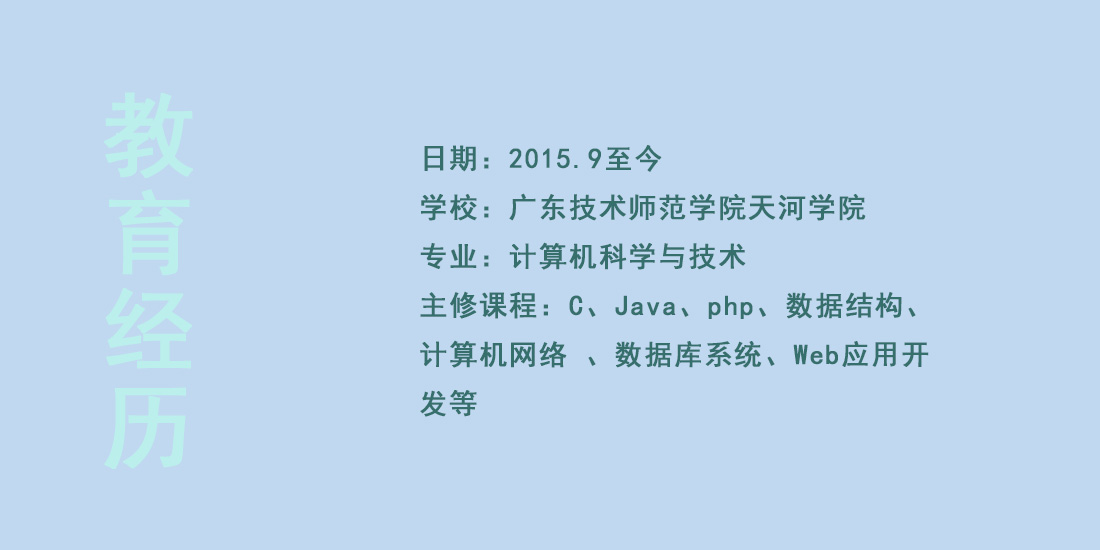 教育经历
日期：2015.9至今
学校：广东技术师范学院天河学院
专业：计算机科学与技术
主修课程：C、Java、php、数据结构、
计算机网络 、数据库系统、Web应用开
发等